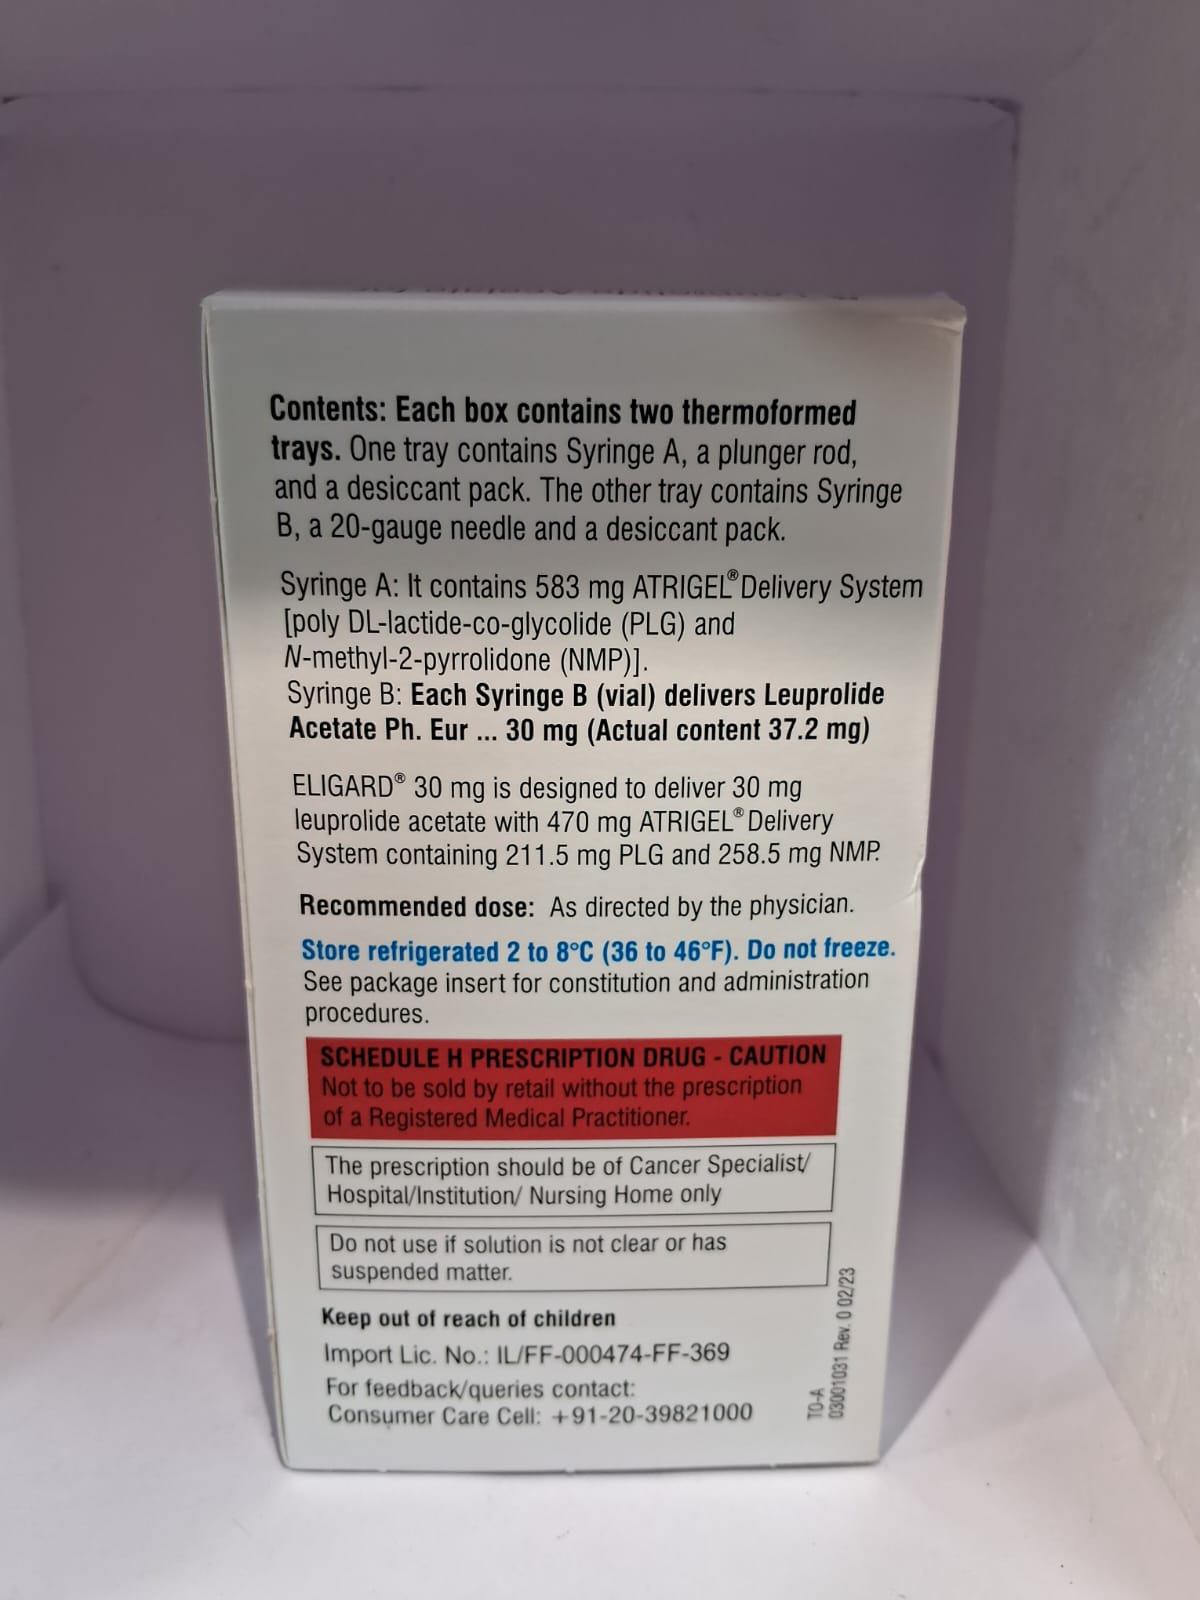 Contents: Each box contains two thermoformed
trays. One tray contains Syringe A, a plunger rod,
and a desiccant pack. The other tray contains Syringe
B, a 20-gauge needle and a desiccant pack.
Syringe A: It contains 583 mg ATRIGEL® Delivery System
[poly DL-lactide-co-glycolide (PLG) and
N-methyl-2-pyrrolidone (NMP)].
Syringe B: Each Syringe B (vial) delivers Leuprolide
Acetate Ph. Eur ... 30 mg (Actual content 37.2 mg)
ELIGARD® 30 mg is designed to deliver 30 mg
leuprolide acetate with 470 mg ATRIGEL® Delivery
System containing 211.5 mg PLG and 258.5 mg NMP.
Recommended dose: As directed by the physician.
Store refrigerated 2 to 8°C (36 to 46°F). Do not freeze.
See package insert for constitution and administration
procedures.
SCHEDULE H PRESCRIPTION DRUG - CAUTION
Not to be sold by retail without the prescription
of a Registered Medical Practitioner.
The prescription should be of Cancer Specialist/
Hospital/Institution/ Nursing Home only
Do not use if solution is not clear or has
suspended matter.
Keep out of reach of children
Import Lic. No.: IL/FF-000474-FF-369
For feedback/queries contact:
Consumer Care Cell: +91-20-39821000
TO-A
03001031 Rev. 0 02/23